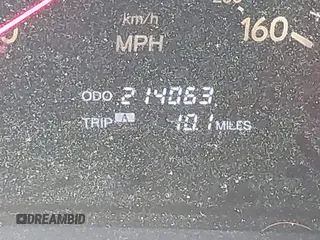 km/h
160
MPH
ODO 214063
TRIP A 10.1 MILES
DREAMBID